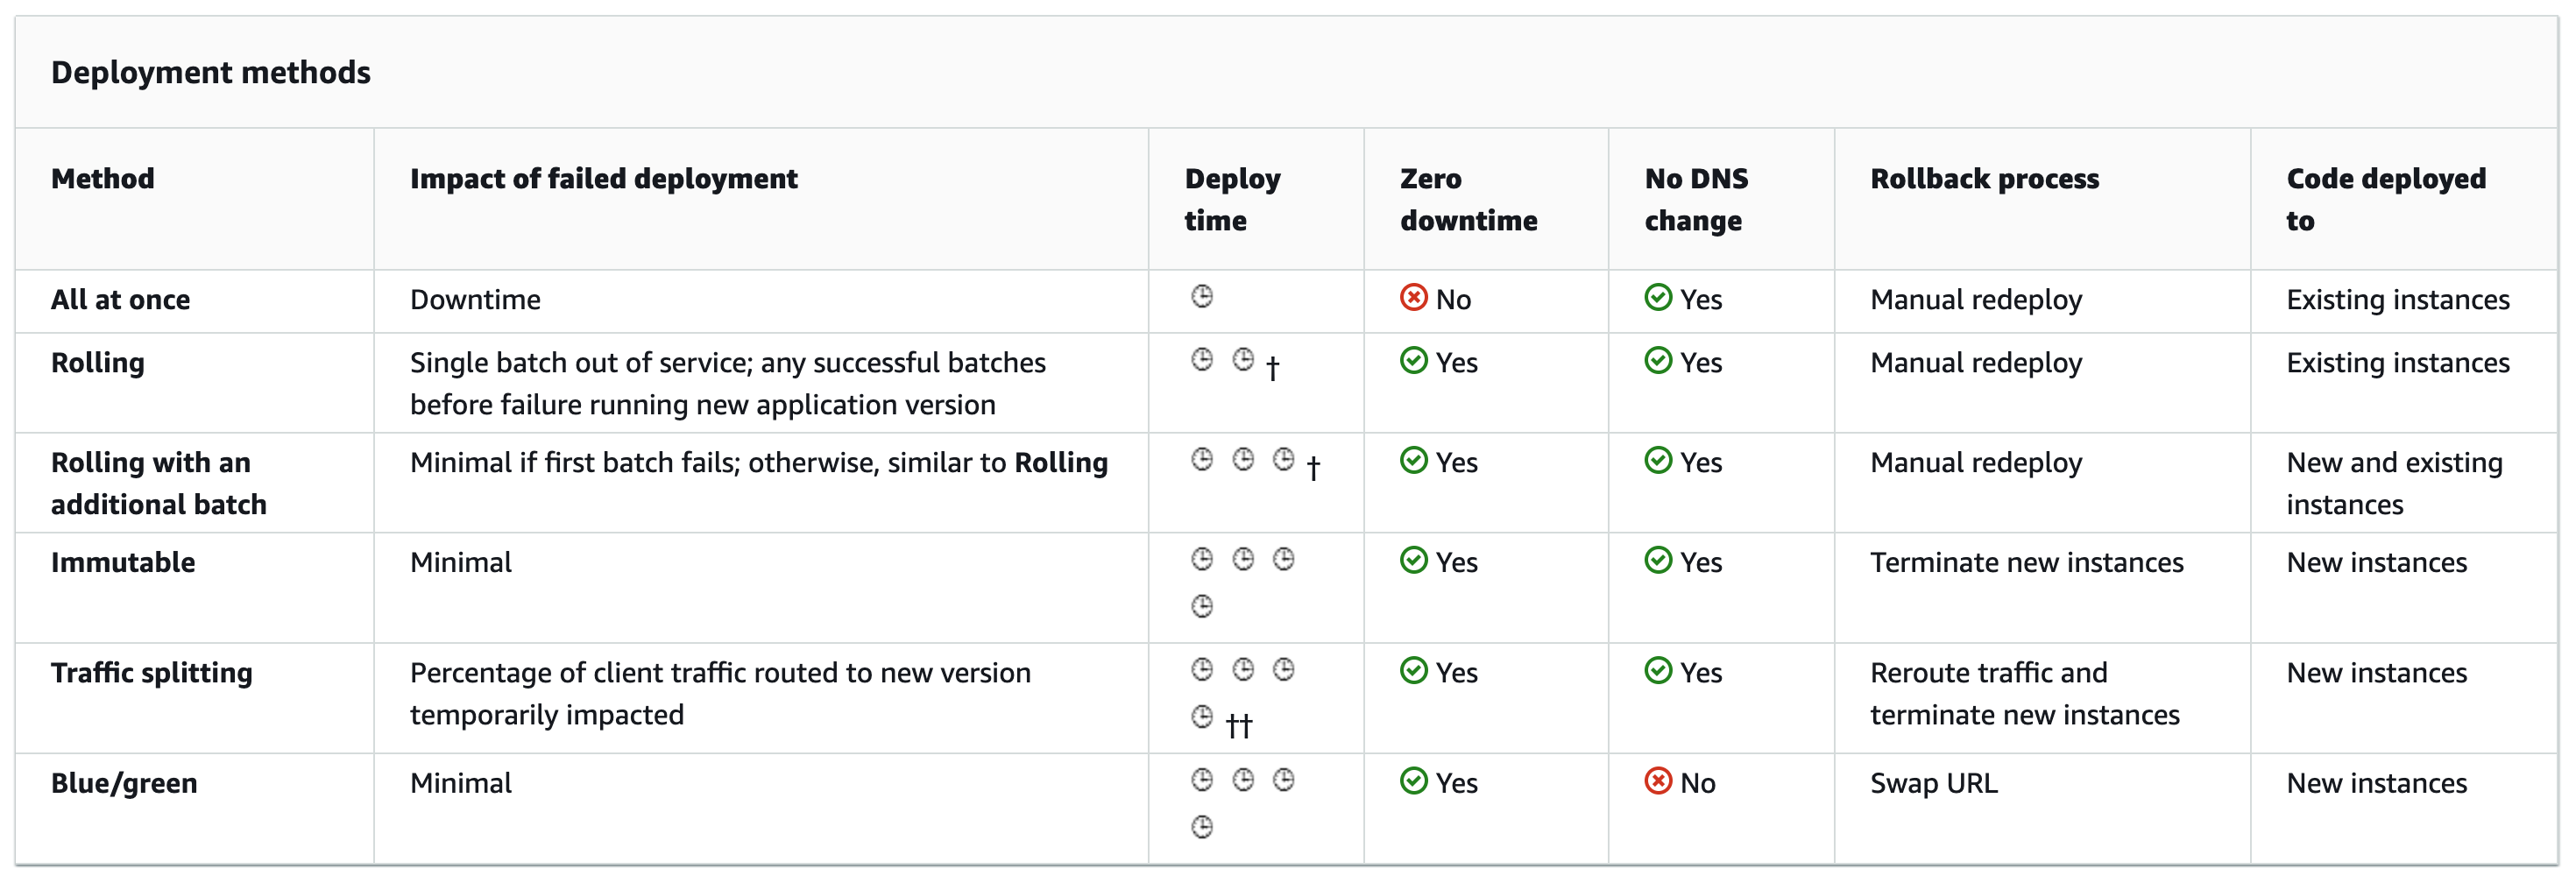 Deployment methods
Method
Impact of failed deployment
Deploy
time
Zero
downtime
No DNS
change
Rollback process
Code deployed
to
All at once
Downtime
No
Yes
Manual redeploy
Existing instances
Rolling
Single batch out of service; any successful batches
before failure running new application version
†
Yes
Yes
Manual redeploy
Existing instances
Rolling with an
additional batch
Minimal if first batch fails; otherwise, similar to Rolling
†
Yes
Yes
Manual redeploy
New and existing
instances
Immutable
Minimal
Yes
Yes
Terminate new instances
New instances
Traffic splitting
Percentage of client traffic routed to new version
temporarily impacted
††
Yes
Yes
Reroute traffic and
terminate new instances
New instances
Blue/green
Minimal
Yes
No
Swap URL
New instances